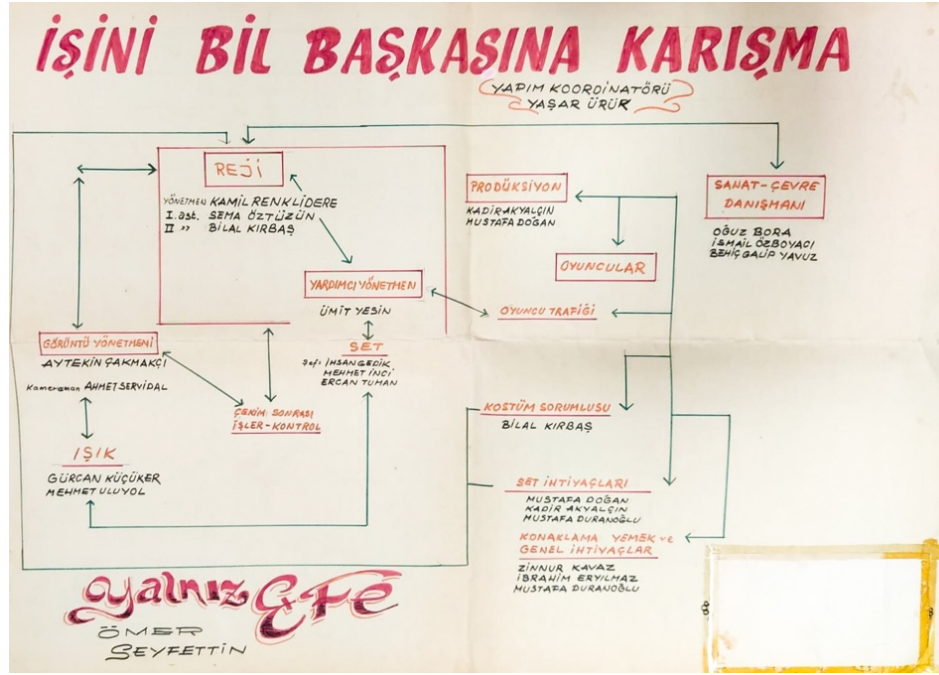 İŞİNİ BİL BAŞKASINA KARIŞMA
YAPIM KOORDİNATÖRÜ
YAŞAR ÜRÜK
REJİ
YÖNETMEN KAMİL RENKLİDERE
I. Ast. SEMA ÖZTÜZÜN
II ,, BİLAL KIRBAŞ
PRODÜKSİYON
KADİR AKYALÇIN
MUSTAFA DOĞAN
SANAT-ÇEVRE
DANIŞMANI
OĞUZ BORA
İSMAİL ÖZBOYACI
BEHİÇ GALİP YAVUZ
OYUNCULAR
YARDIMCI YÖNETMEN
ÜMİT YESİN
OYUNCU TRAFİĞİ
GÖRÜNTÜ YÖNETMENİ
AYTEKİN ÇAKMAKÇI
Kameraman AHMET SERVİDAL
SET
Şefi İHSAN GEDİK
MEHMET İNCİ
ERCAN TUMAN
ÇEKİM SONRASI
İŞLER-KONTROL
KOSTÜM SORUMLUSU
BİLAL KIRBAŞ
IŞIK
GÜRCAN KÜÇÜKER
MEHMET ULUYOL
SET İHTİYAÇLARI
MUSTAFA DOĞAN
KADİR AKYALÇIN
MUSTAFA DURANOĞLU
KONAKLAMA YEMEK ve
GENEL İHTİYAÇLAR
ZİNNUR KAVAZ
İBRAHİM ERYILMAZ
MUSTAFA DURANOĞLU
Yalnız EFE
ÖMER
SEYFETTİN